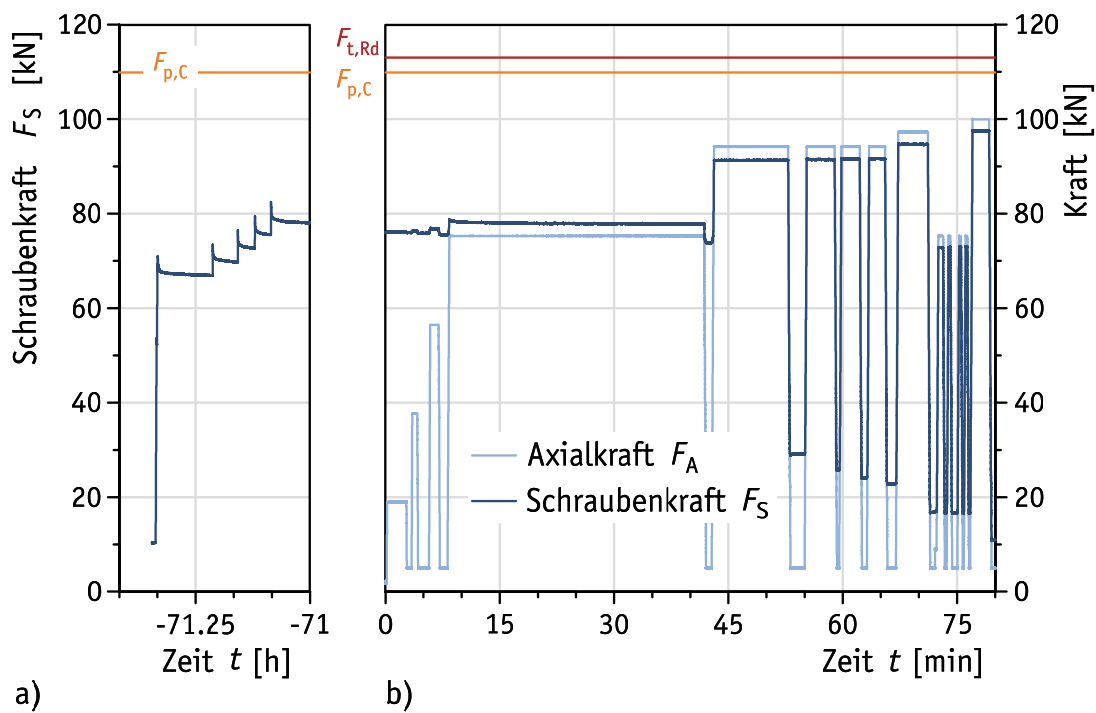 120
100
80
60
40
20
0
Schraubenkraft F_S [kN]
F_p,C
-71.25
-71
Zeit t [h]
a)
F_t,Rd
F_p,C
Axialkraft F_A
Schraubenkraft F_S
0
15
30
45
60
75
Zeit t [min]
b)
120
100
80
60
40
20
0
Kraft [kN]